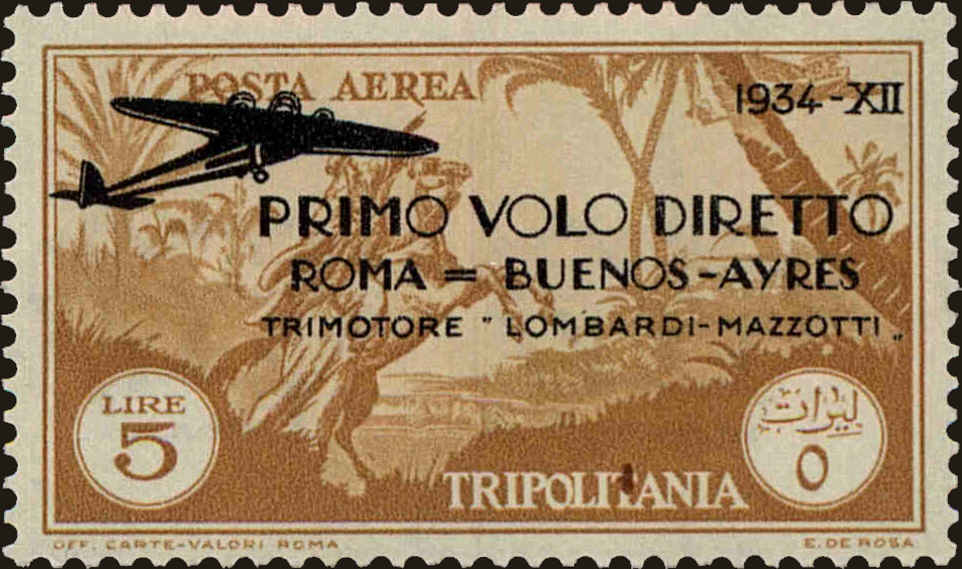 POSTA AEREA
1934-XII
PRIMO VOLO DIRETTO
ROMA = BUENOS-AYRES
TRIMOTORE "LOMBARDI-MAZZOTTI„
LIRE
5
ليرات
٥
TRIPOLITANIA
OFF. CARTE-VALORI ROMA
E. DE ROSA